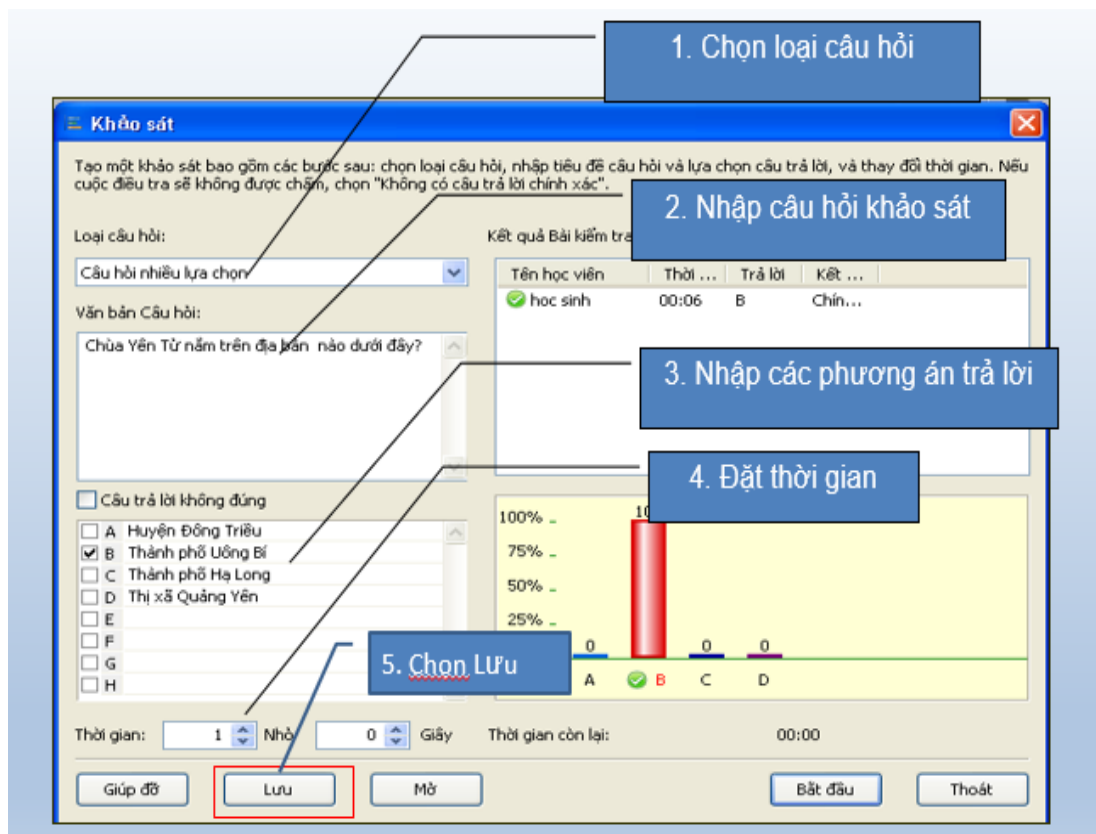 1. Chọn loại câu hỏi
Khảo sát
Tạo một khảo sát bao gồm các bước sau: chọn loại câu hỏi, nhập tiêu đề câu hỏi và lựa chọn câu trả lời, và thay đổi thời gian. Nếu
cuộc điều tra sẽ không được chấm, chọn "Không có câu trả lời chính xác".
2. Nhập câu hỏi khảo sát
Loại câu hỏi:
Kết quả Bài kiểm tra
Câu hỏi nhiều lựa chọn
Tên học viên Thời ... Trả lời Kết ...
hoc sinh 00:06 B Chín...
Văn bản Câu hỏi:
Chùa Yên Tử nằm trên địa bàn nào dưới đây?
3. Nhập các phương án trả lời
4. Đặt thời gian
Câu trả lời không đúng
A Huyện Đông Triều
B Thành phố Uông Bí
C Thành phố Hạ Long
D Thị xã Quảng Yên
E
F
G
H
100%
75%
50%
25%
0 0 0
A B C D
5. Chọn Lưu
Thời gian: 1 Nhỏ 0 Giây
Thời gian còn lại: 00:00
Giúp đỡ Lưu Mở Bắt đầu Thoát